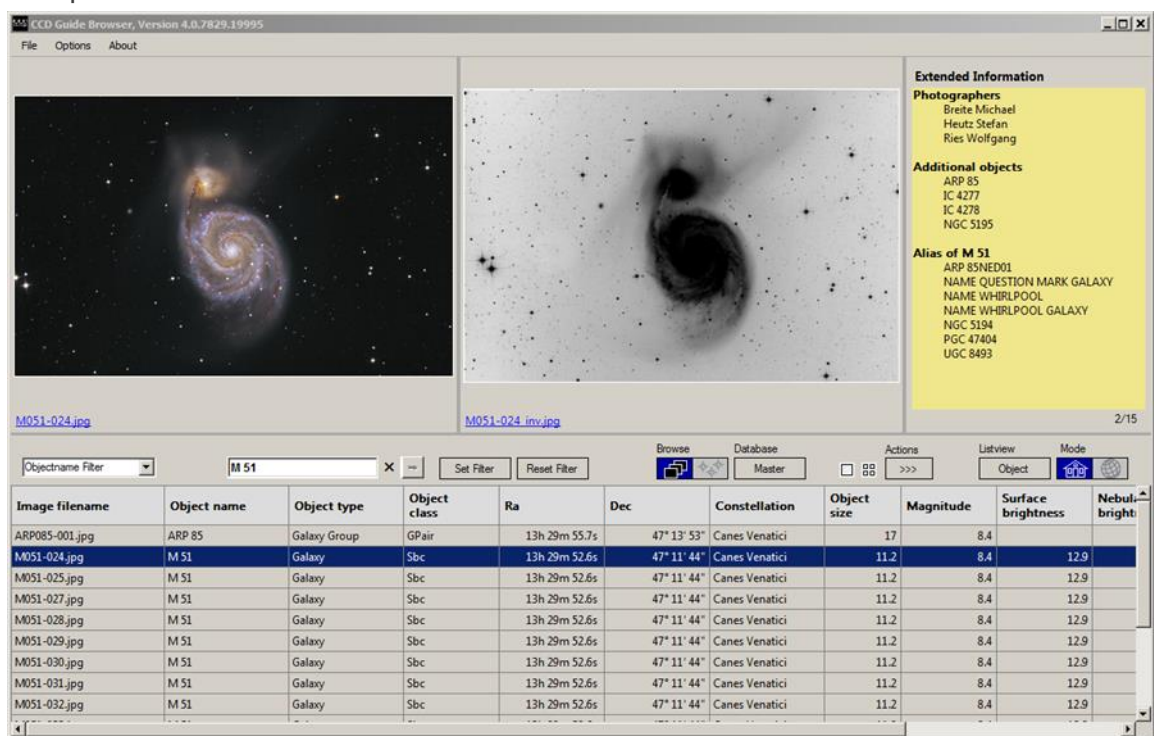 CCD Guide Browser, Version 4.0.7829.19995
File Options About
Extended Information
Photographers
Breite Michael
Heutz Stefan
Ries Wolfgang
Additional objects
ARP 85
IC 4277
IC 4278
NGC 5195
Alias of M 51
ARP 85NED01
NAME QUESTION MARK GALAXY
NAME WHIRLPOOL
NAME WHIRLPOOL GALAXY
NGC 5194
PGC 47404
UGC 8493
M051-024.jpg
M051-024_inv.jpg
2/15
Browse Database Actions Listview Mode
Objectname Filter M 51 Set Filter Reset Filter Master >>> Object
Image filename Object name Object type Object class Ra Dec Constellation Object size Magnitude Surface brightness
ARP085-001.jpg ARP 85 Galaxy Group GPair 13h 29m 55.7s 47° 13' 53" Canes Venatici 17 8.4
M051-024.jpg M 51 Galaxy Sbc 13h 29m 52.6s 47° 11' 44" Canes Venatici 11.2 8.4 12.9
M051-025.jpg M 51 Galaxy Sbc 13h 29m 52.6s 47° 11' 44" Canes Venatici 11.2 8.4 12.9
M051-027.jpg M 51 Galaxy Sbc 13h 29m 52.6s 47° 11' 44" Canes Venatici 11.2 8.4 12.9
M051-028.jpg M 51 Galaxy Sbc 13h 29m 52.6s 47° 11' 44" Canes Venatici 11.2 8.4 12.9
M051-029.jpg M 51 Galaxy Sbc 13h 29m 52.6s 47° 11' 44" Canes Venatici 11.2 8.4 12.9
M051-030.jpg M 51 Galaxy Sbc 13h 29m 52.6s 47° 11' 44" Canes Venatici 11.2 8.4 12.9
M051-031.jpg M 51 Galaxy Sbc 13h 29m 52.6s 47° 11' 44" Canes Venatici 11.2 8.4 12.9
M051-032.jpg M 51 Galaxy Sbc 13h 29m 52.6s 47° 11' 44" Canes Venatici 11.2 8.4 12.9